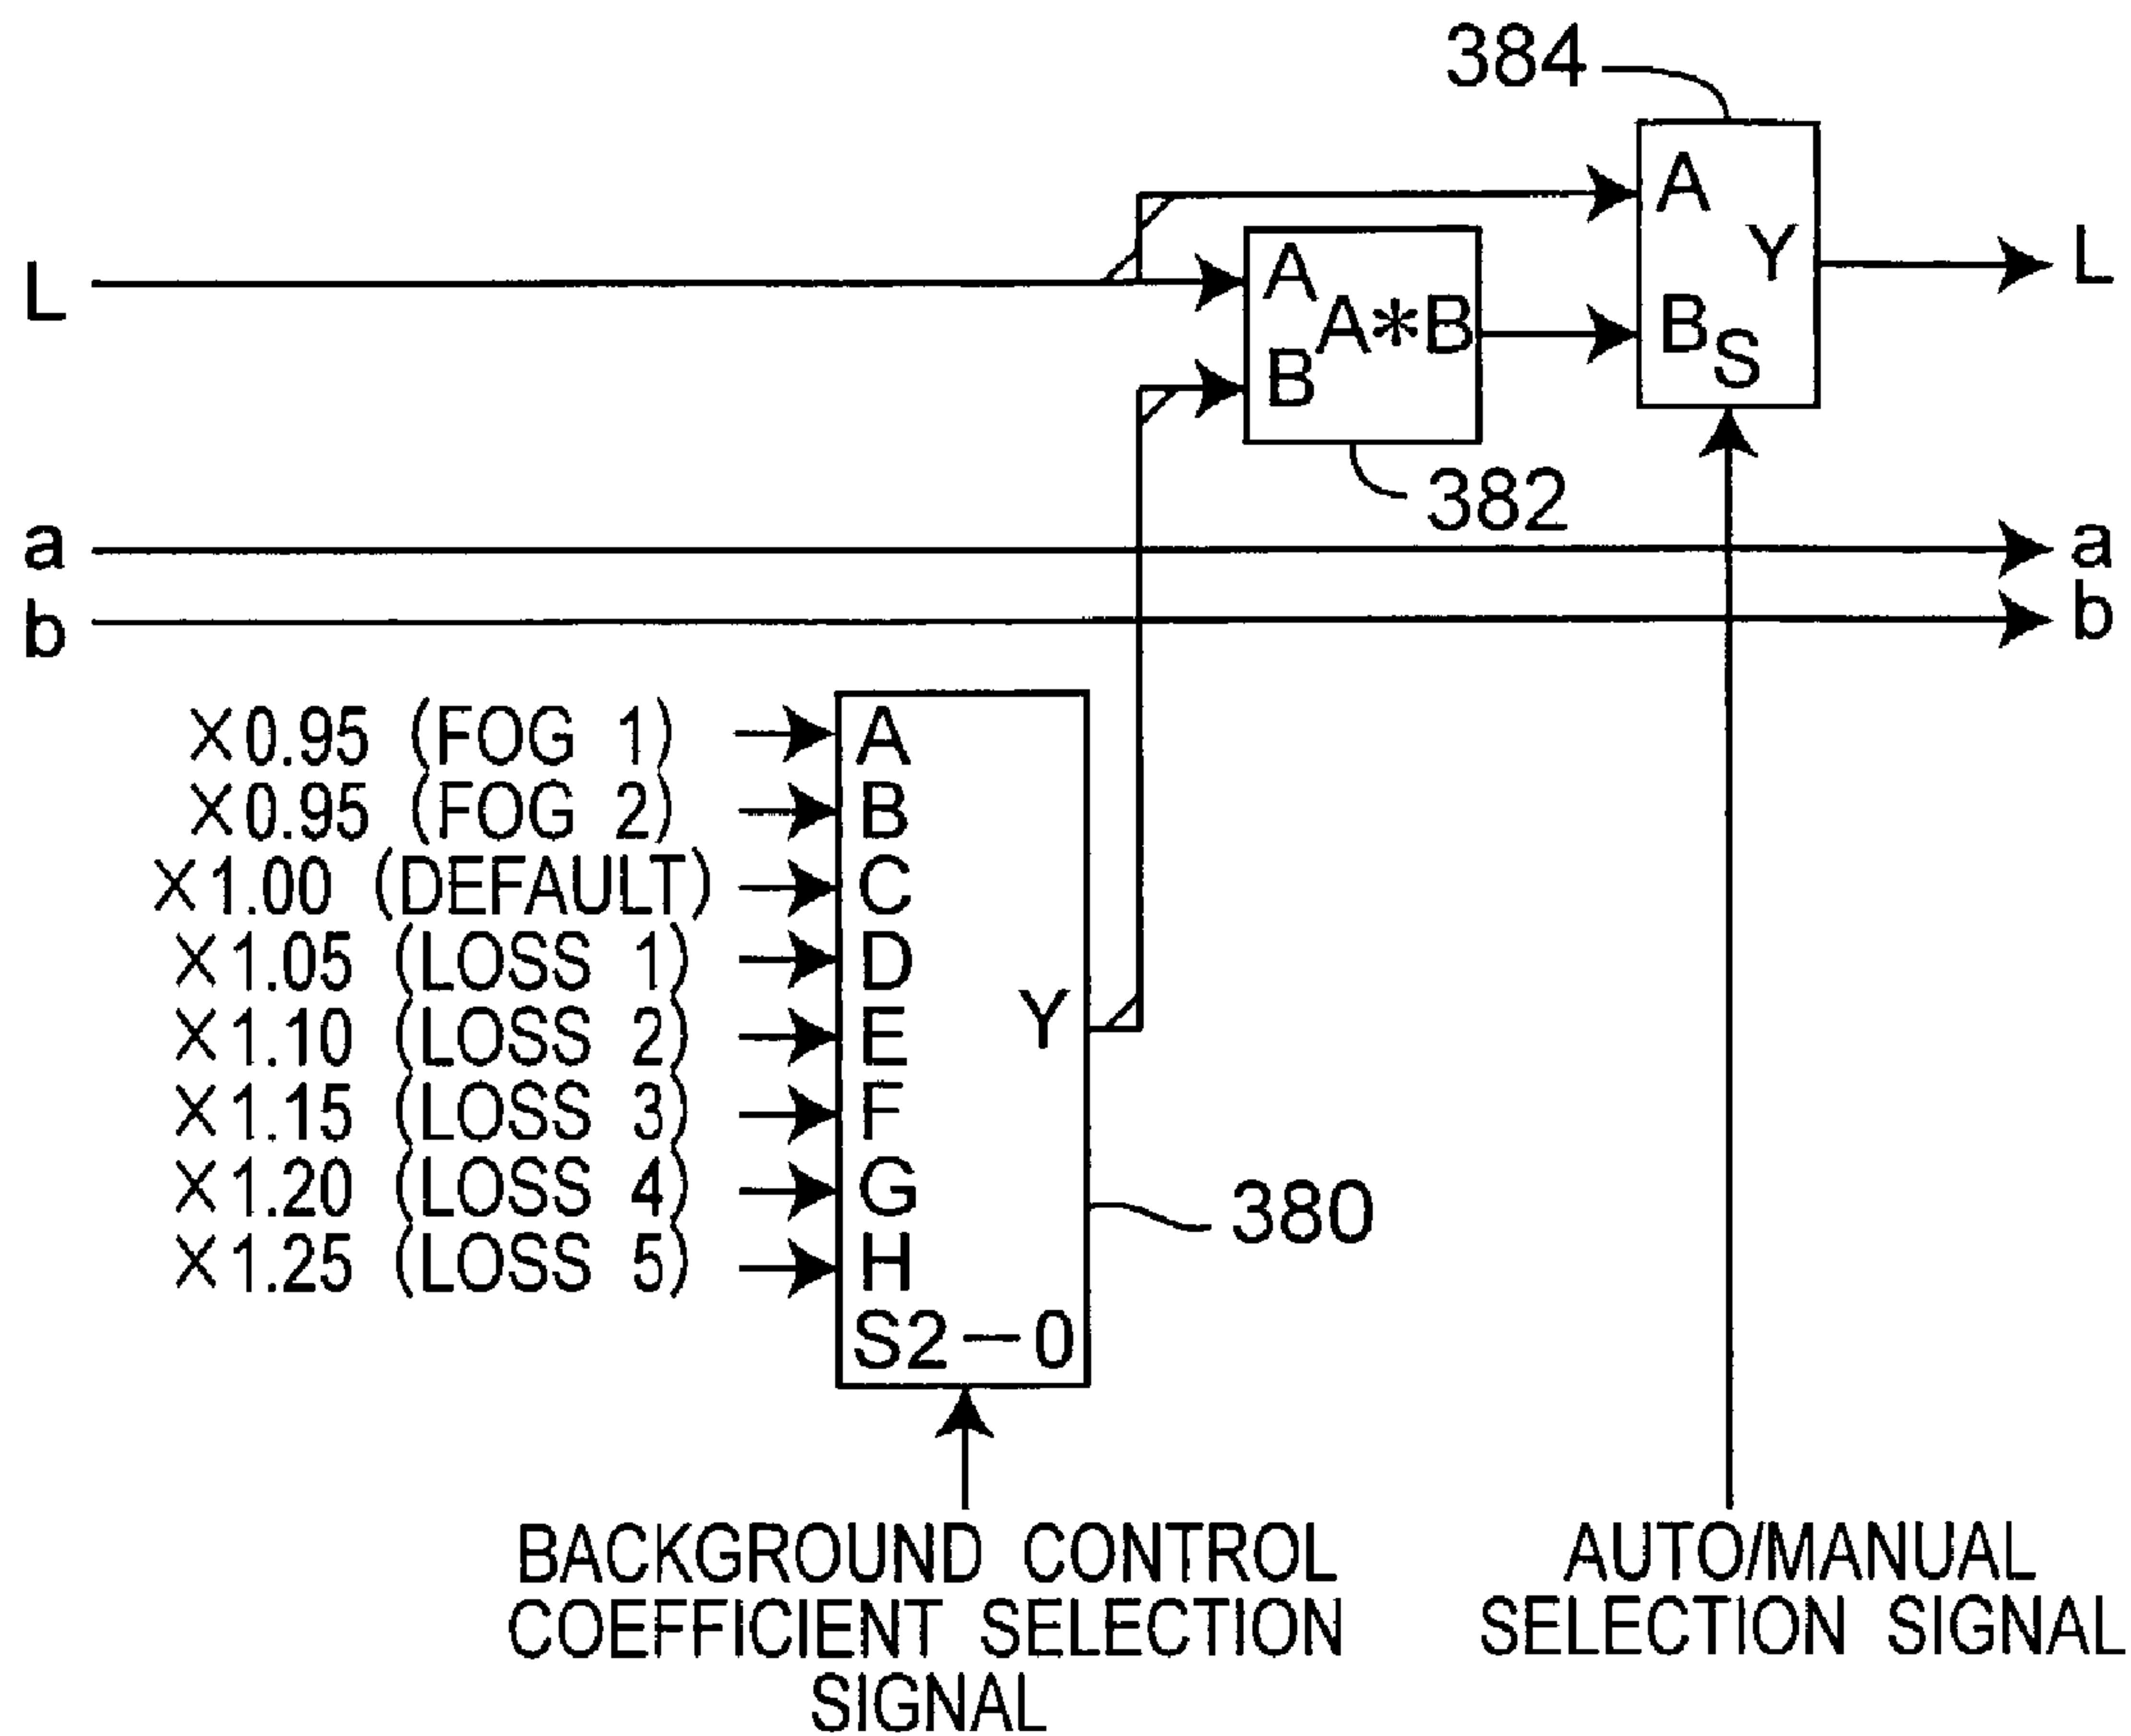 384
A
Y
B
S
L
L
A
A*B
B
382
a
a
b
b
×0.95 (FOG 1)
A
×0.95 (FOG 2)
B
×1.00 (DEFAULT)
C
×1.05 (LOSS 1)
D
×1.10 (LOSS 2)
E
Y
×1.15 (LOSS 3)
F
×1.20 (LOSS 4)
G
380
×1.25 (LOSS 5)
H
S2-0
BACKGROUND CONTROL
COEFFICIENT SELECTION
SIGNAL
AUTO/MANUAL
SELECTION SIGNAL